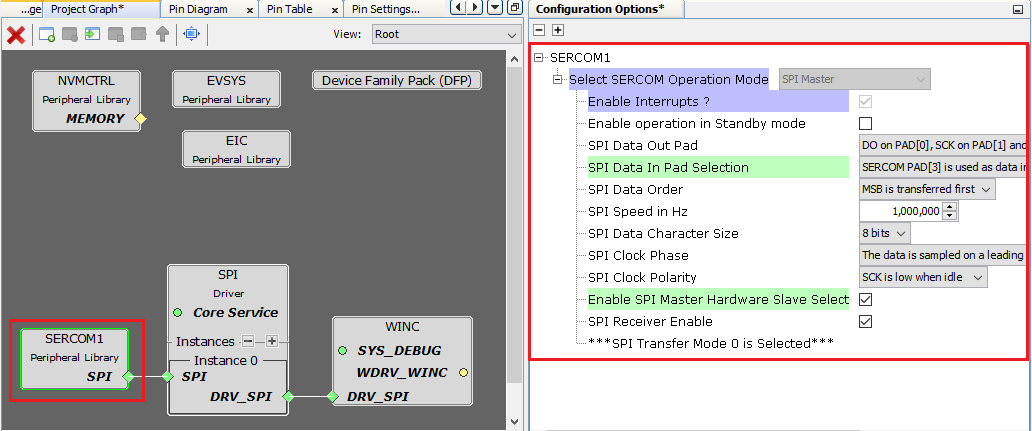 ...ge Project Graph* Pin Diagram x Pin Table x Pin Settings...
View: Root
NVMCTRL
Peripheral Library
MEMORY
EVSYS
Peripheral Library
Device Family Pack (DFP)
EIC
Peripheral Library
SPI
Driver
Core Service
Instances
Instance 0
SPI
DRV_SPI
SERCOM1
Peripheral Library
SPI
WINC
SYS_DEBUG
WDRV_WINC
DRV_SPI
Configuration Options*
SERCOM1
Select SERCOM Operation Mode SPI Master
Enable Interrupts ?
Enable operation in Standby mode
SPI Data Out Pad DO on PAD[0], SCK on PAD[1] and
SPI Data In Pad Selection SERCOM PAD[3] is used as data in
SPI Data Order MSB is transferred first
SPI Speed in Hz 1,000,000
SPI Data Character Size 8 bits
SPI Clock Phase The data is sampled on a leading
SPI Clock Polarity SCK is low when idle
Enable SPI Master Hardware Slave Select
SPI Receiver Enable
***SPI Transfer Mode 0 is Selected***